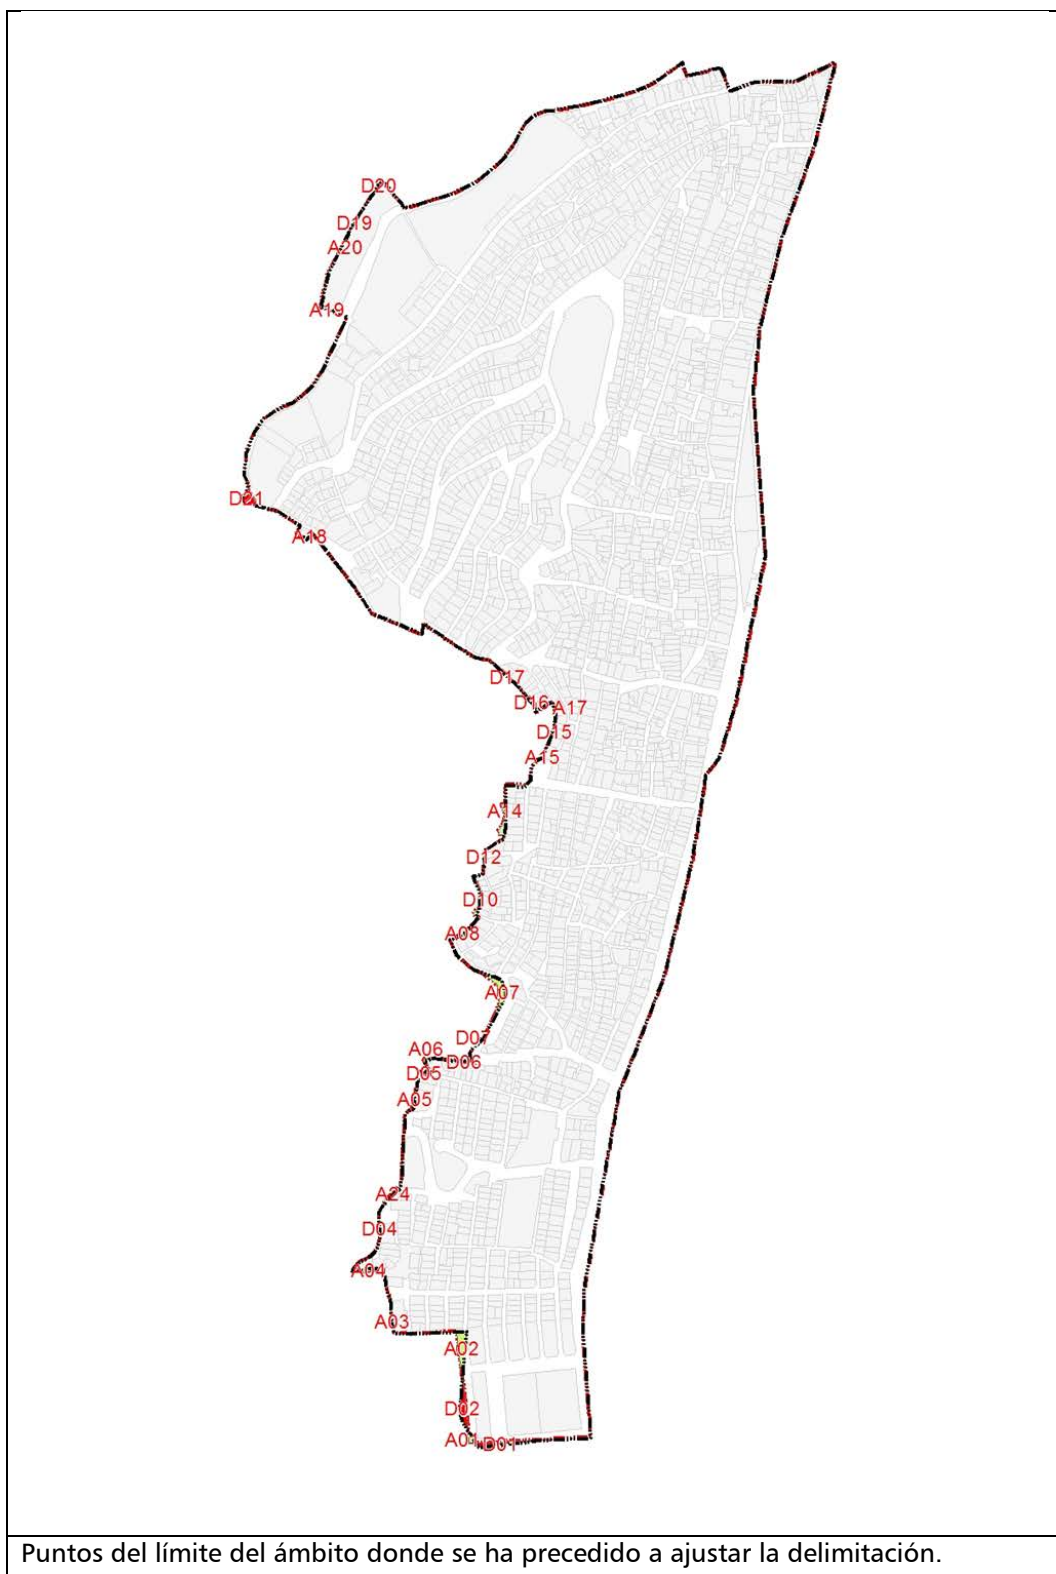 D20
D19
A20
A19
D21
A18
D17
D16
A17
D15
A15
A14
D12
D10
A08
A07
D07
A06
D06
D05
A05
A24
D04
A04
A03
A02
D02
A01
D01
Puntos del límite del ámbito donde se ha precedido a ajustar la delimitación.